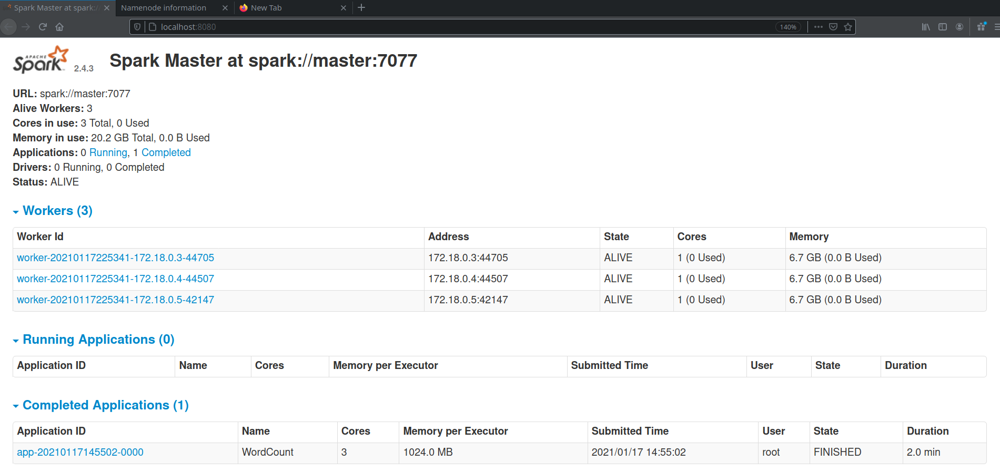 Spark Master at spark:// Namenode information New Tab
localhost:8080 140%
APACHE
Spark 2.4.3 Spark Master at spark://master:7077
URL: spark://master:7077
Alive Workers: 3
Cores in use: 3 Total, 0 Used
Memory in use: 20.2 GB Total, 0.0 B Used
Applications: 0 Running, 1 Completed
Drivers: 0 Running, 0 Completed
Status: ALIVE
Workers (3)
Worker Id Address State Cores Memory
worker-20210117225341-172.18.0.3-44705 172.18.0.3:44705 ALIVE 1 (0 Used) 6.7 GB (0.0 B Used)
worker-20210117225341-172.18.0.4-44507 172.18.0.4:44507 ALIVE 1 (0 Used) 6.7 GB (0.0 B Used)
worker-20210117225341-172.18.0.5-42147 172.18.0.5:42147 ALIVE 1 (0 Used) 6.7 GB (0.0 B Used)
Running Applications (0)
Application ID Name Cores Memory per Executor Submitted Time User State Duration
Completed Applications (1)
Application ID Name Cores Memory per Executor Submitted Time User State Duration
app-20210117145502-0000 WordCount 3 1024.0 MB 2021/01/17 14:55:02 root FINISHED 2.0 min